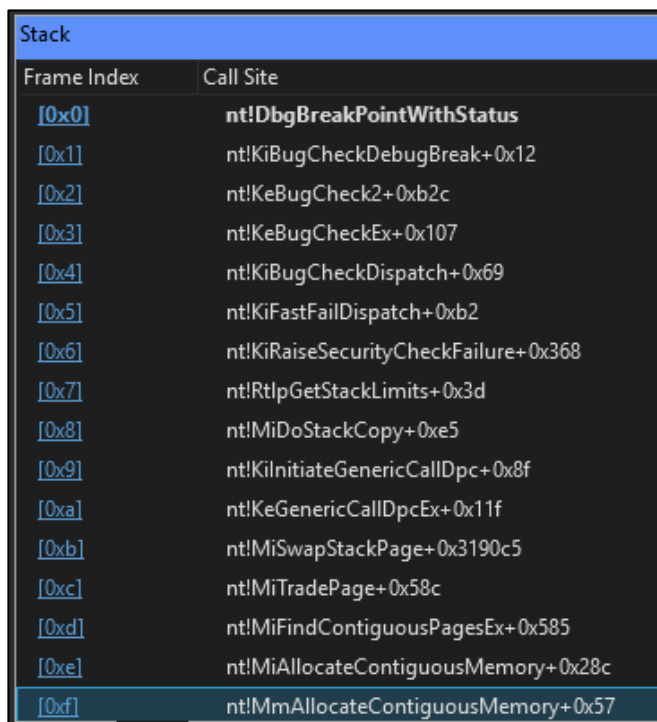 Stack
Frame Index Call Site
[0x0] nt!DbgBreakPointWithStatus
[0x1] nt!KiBugCheckDebugBreak+0x12
[0x2] nt!KeBugCheck2+0xb2c
[0x3] nt!KeBugCheckEx+0x107
[0x4] nt!KiBugCheckDispatch+0x69
[0x5] nt!KiFastFailDispatch+0xb2
[0x6] nt!KiRaiseSecurityCheckFailure+0x368
[0x7] nt!RtlpGetStackLimits+0x3d
[0x8] nt!MiDoStackCopy+0xe5
[0x9] nt!KiInitiateGenericCallDpc+0x8f
[0xa] nt!KeGenericCallDpcEx+0x11f
[0xb] nt!MiSwapStackPage+0x3190c5
[0xc] nt!MiTradePage+0x58c
[0xd] nt!MiFindContiguousPagesEx+0x585
[0xe] nt!MiAllocateContiguousMemory+0x28c
[0xf] nt!MmAllocateContiguousMemory+0x57